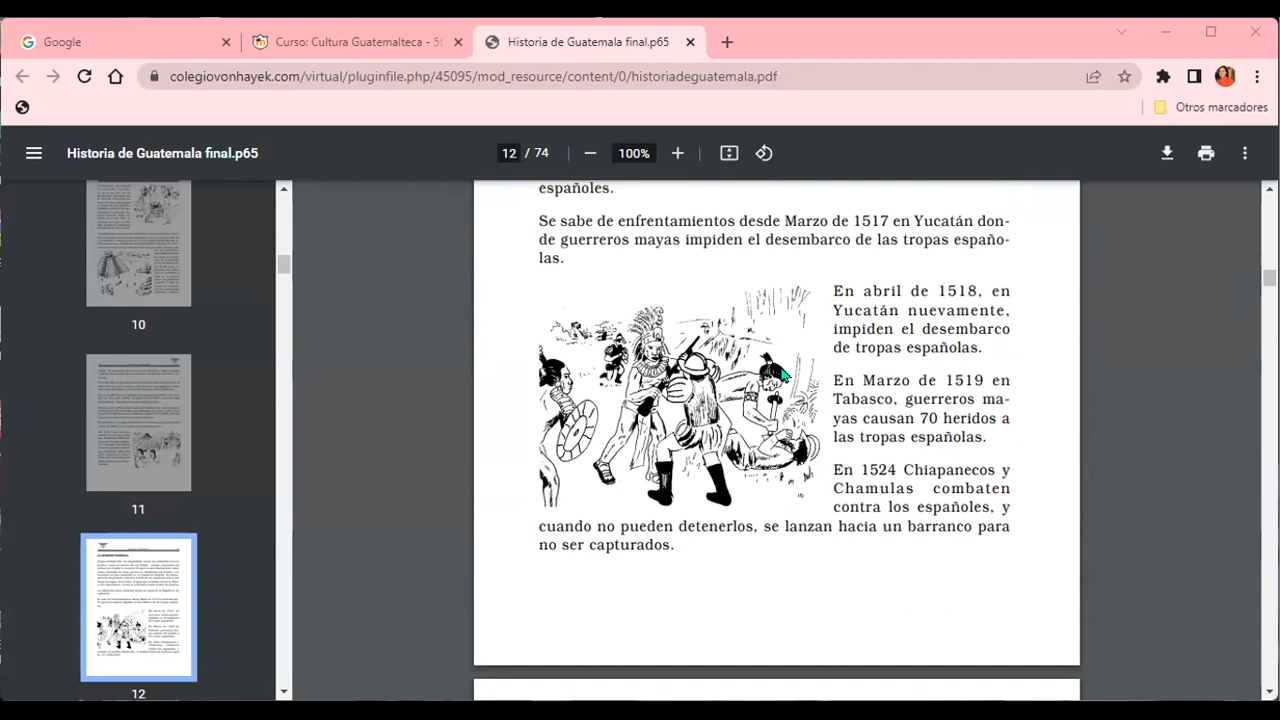 Google
Curso: Cultura Guatemalteca - 5t
Historia de Guatemala final.p65
colegiovonhayek.com/virtual/pluginfile.php/45095/mod_resource/content/0/historiadeguatemala.pdf
Otros marcadores
Historia de Guatemala final.p65
12 / 74
100%
10
11
12
españoles.
Se sabe de enfrentamientos desde Marzo de 1517 en Yucatán don-
de guerreros mayas impiden el desembarco de las tropas españo-
las.
En abril de 1518, en
Yucatán nuevamente,
impiden el desembarco
de tropas españolas.
En Marzo de 1519 en
Tabasco, guerreros ma-
yas causan 70 heridos a
las tropas españolas.
En 1524 Chiapanecos y
Chamulas combaten
contra los españoles, y
cuando no pueden detenerlos, se lanzan hacia un barranco para
no ser capturados.